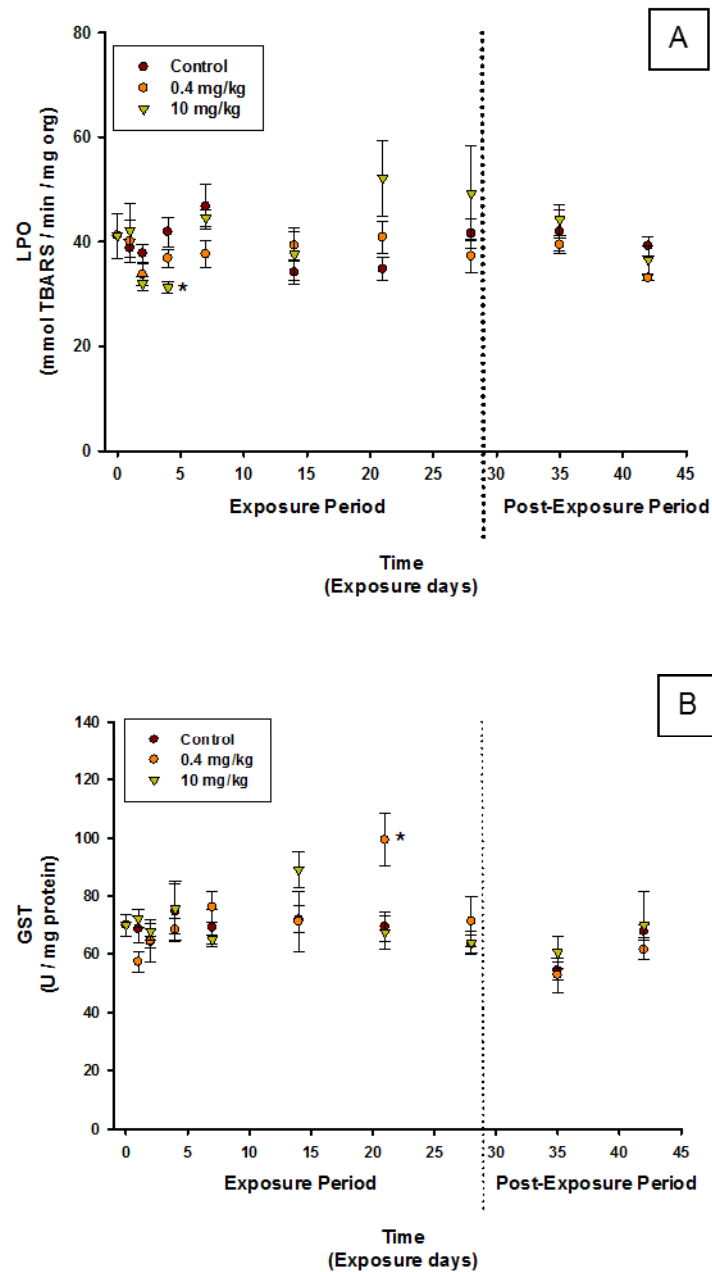 A
80
60
40
20
0
LPO
(mmol TBARS / min / mg org)
Control
0.4 mg/kg
10 mg/kg
*
0 5 10 15 20 25 30 35 40 45
Exposure Period Post-Exposure Period
Time
(Exposure days)
B
140
120
100
80
60
40
20
0
GST
(U / mg protein)
Control
0.4 mg/kg
10 mg/kg
*
0 5 10 15 20 25 30 35 40 45
Exposure Period Post-Exposure Period
Time
(Exposure days)